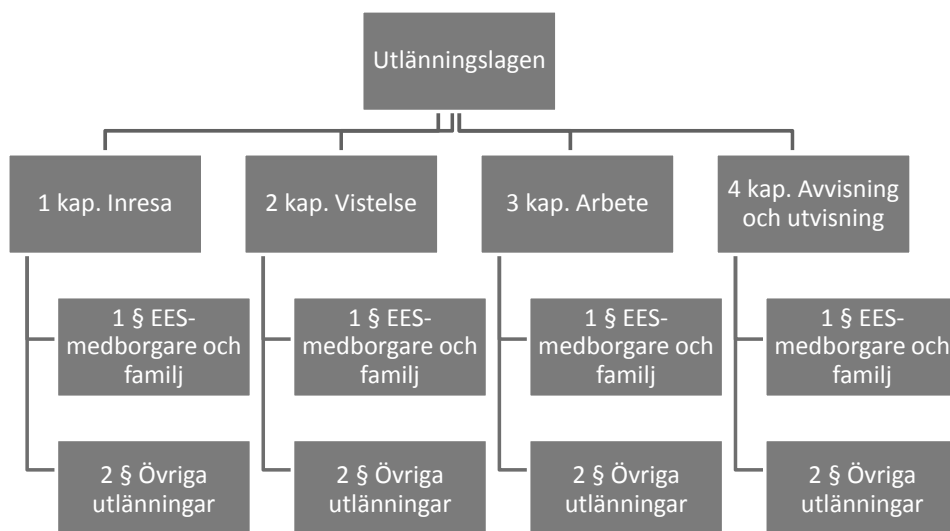 Utlänningslagen
1 kap. Inresa
2 kap. Vistelse
3 kap. Arbete
4 kap. Avvisning
och utvisning
1 § EES-
medborgare och
familj
1 § EES-
medborgare och
familj
1 § EES-
medborgare och
familj
1 § EES-
medborgare och
familj
2 § Övriga
utlänningar
2 § Övriga
utlänningar
2 § Övriga
utlänningar
2 § Övriga
utlänningar